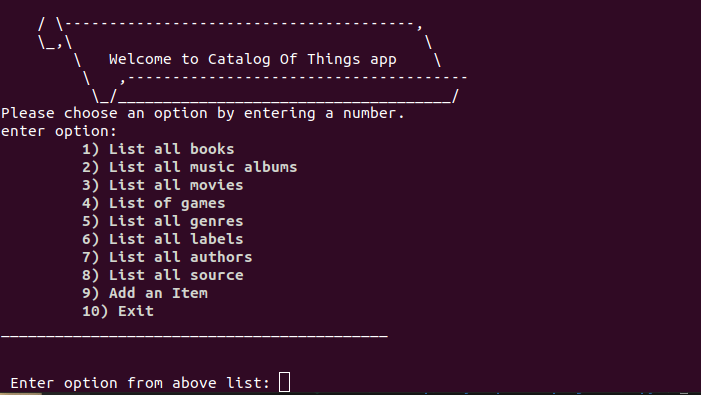 Welcome to Catalog Of Things app
Please choose an option by entering a number.
enter option:
1) List all books
2) List all music albums
3) List all movies
4) List of games
5) List all genres
6) List all labels
7) List all authors
8) List all source
9) Add an Item
10) Exit
Enter option from above list: